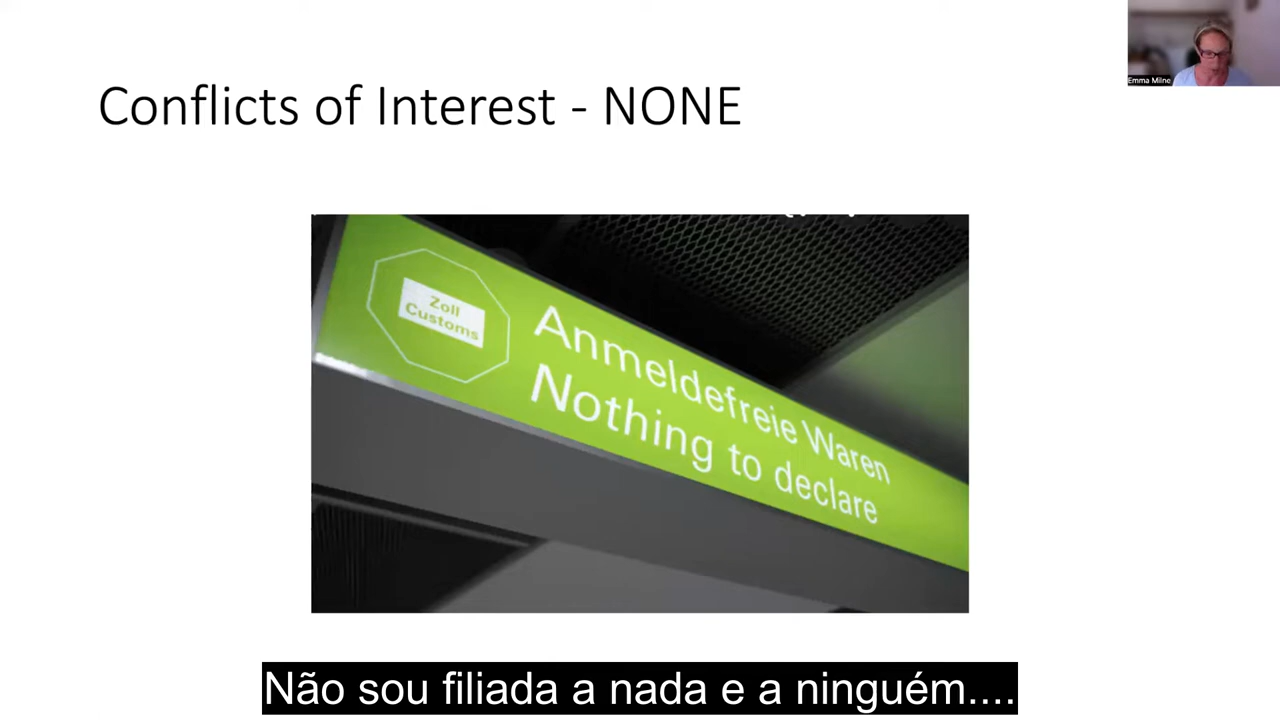 Conflicts of Interest - NONE
Emma Milne
Zoll
Customs
Anmeldefreie Waren
Nothing to declare
Não sou filiada a nada e a ninguém....